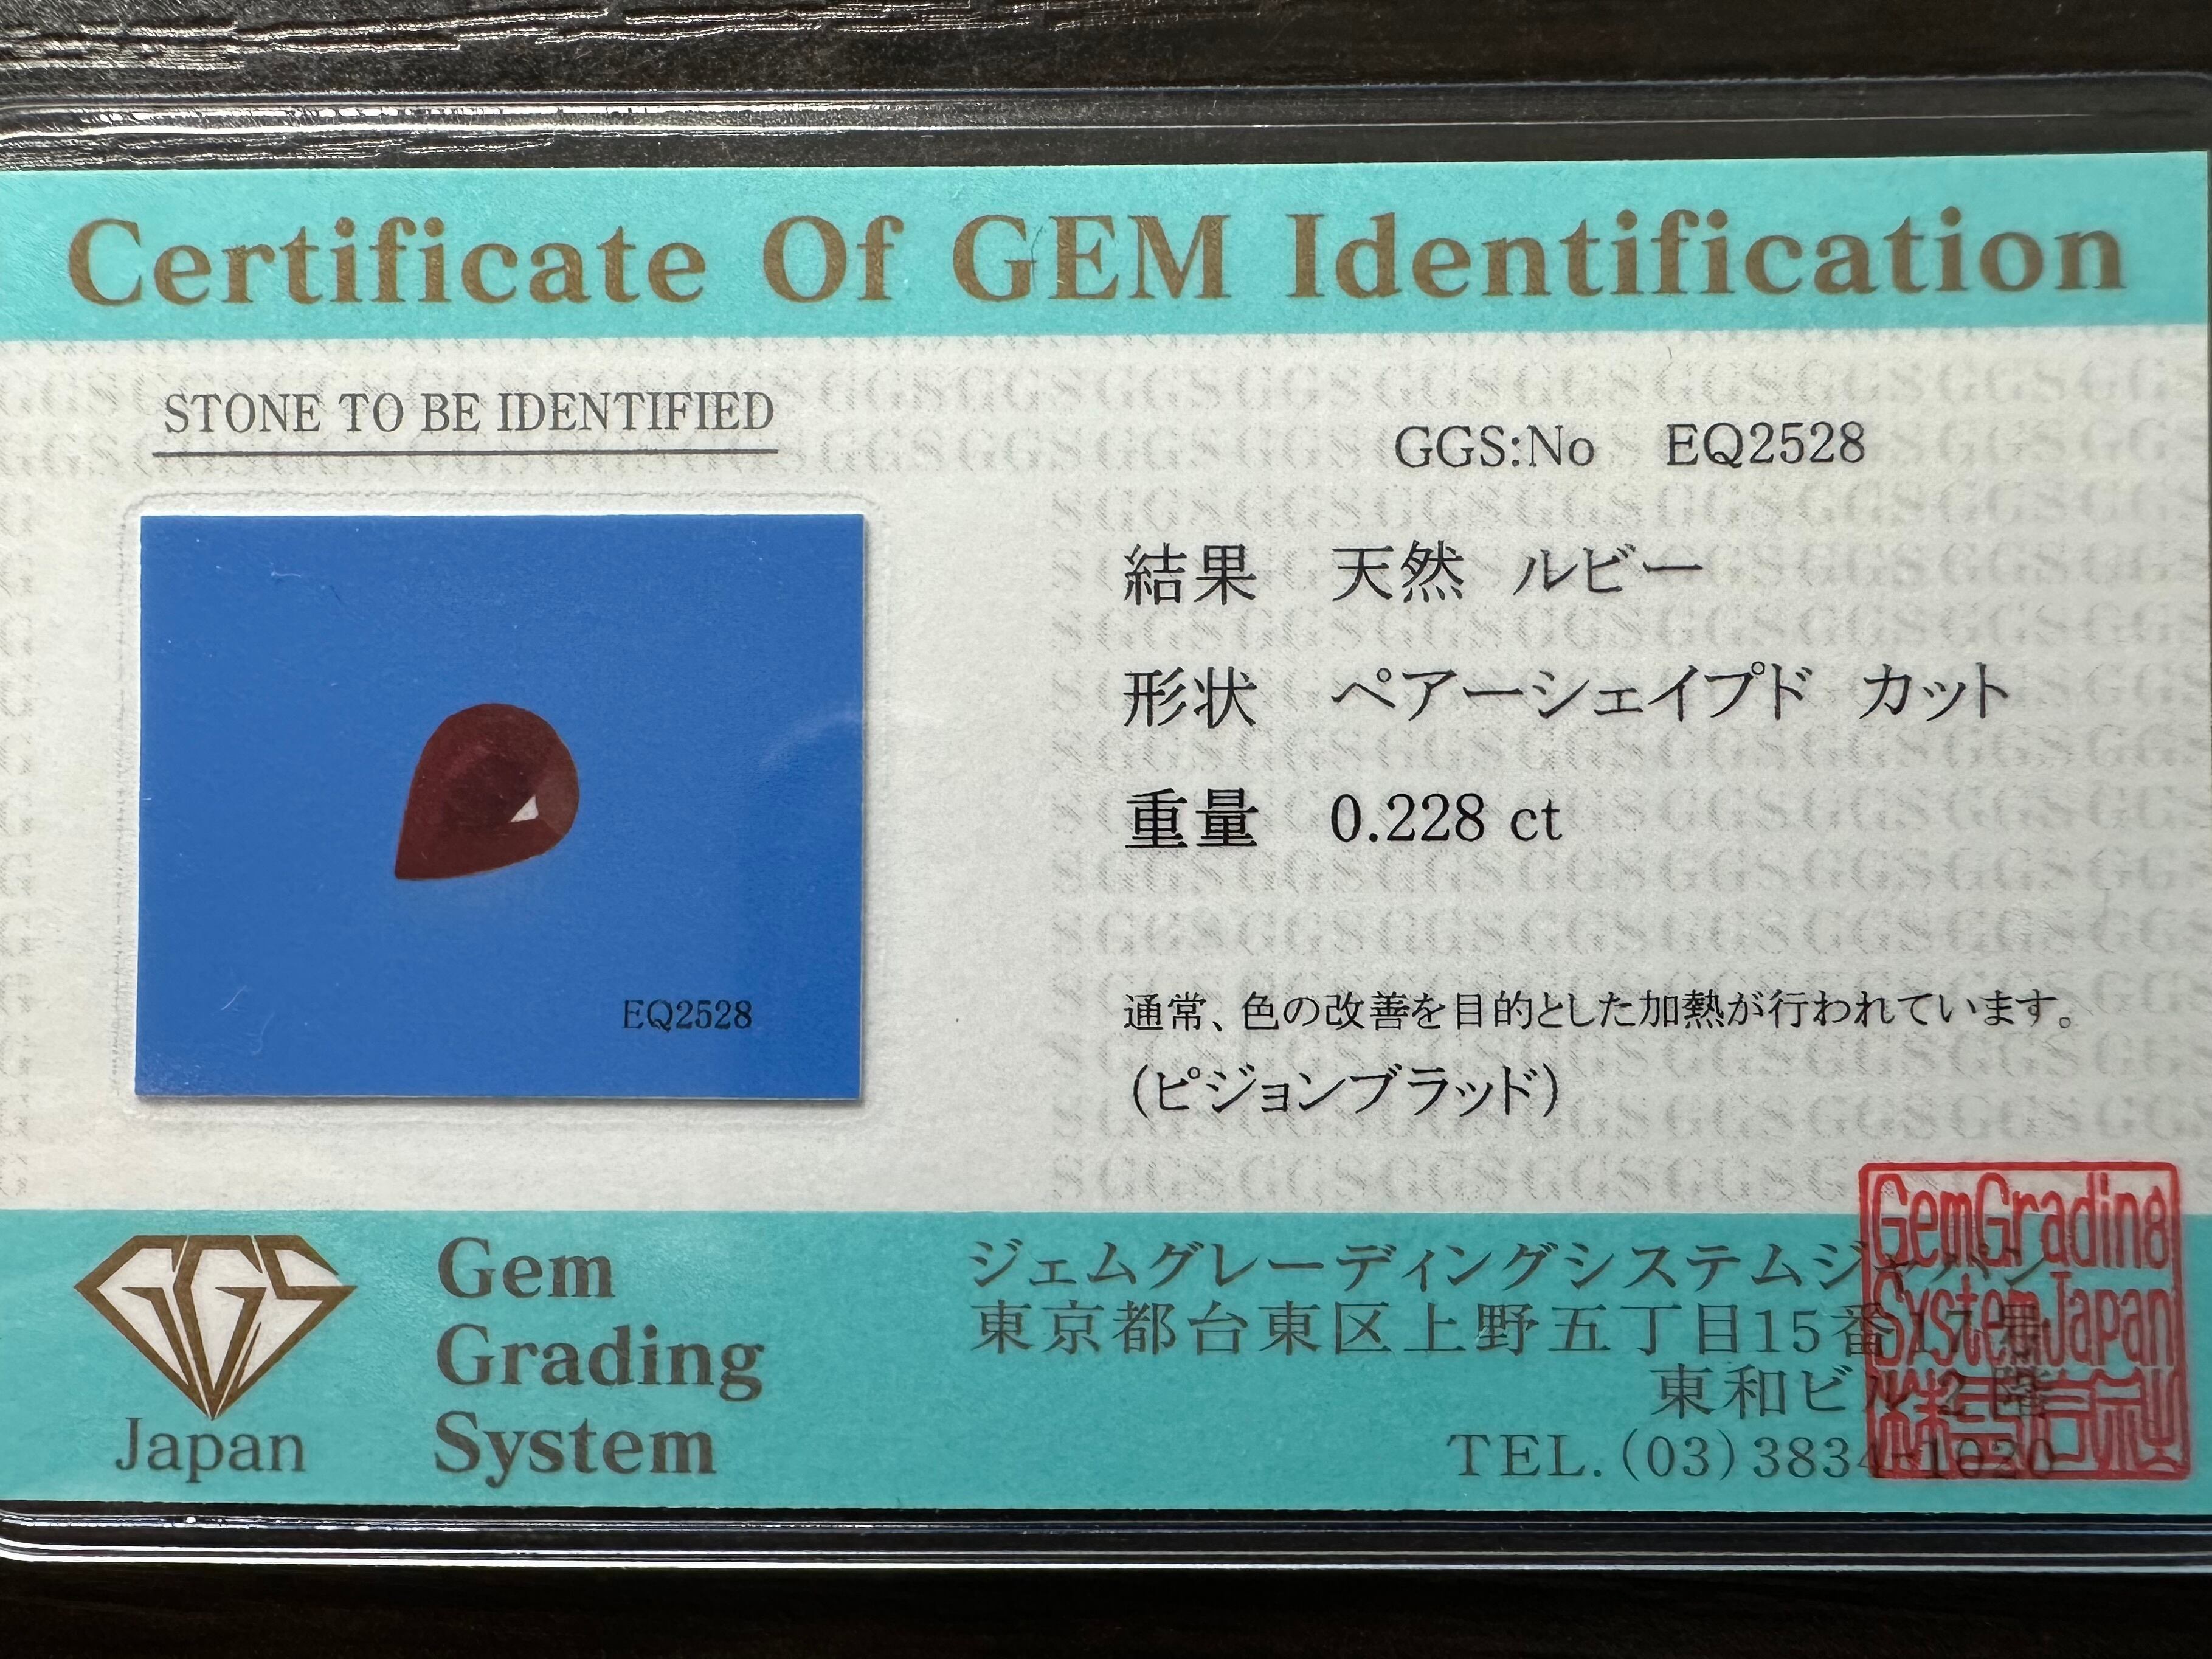 Certificate Of GEM Identification
STONE TO BE IDENTIFIED
EQ2528
GGS:No EQ2528
結果 天然 ルビー
形状 ペアーシェイプド カット
重量 0.228 ct
通常、色の改善を目的とした加熱が行われています。
(ピジョンブラッド)
GGS
Japan
Gem
Grading
System
ジェムグレーディングシステムジャパン
東京都台東区上野五丁目15番17号
東和ビル2階
TEL.(03)3834-1020
GemGrading
SystemJapan
株式会社